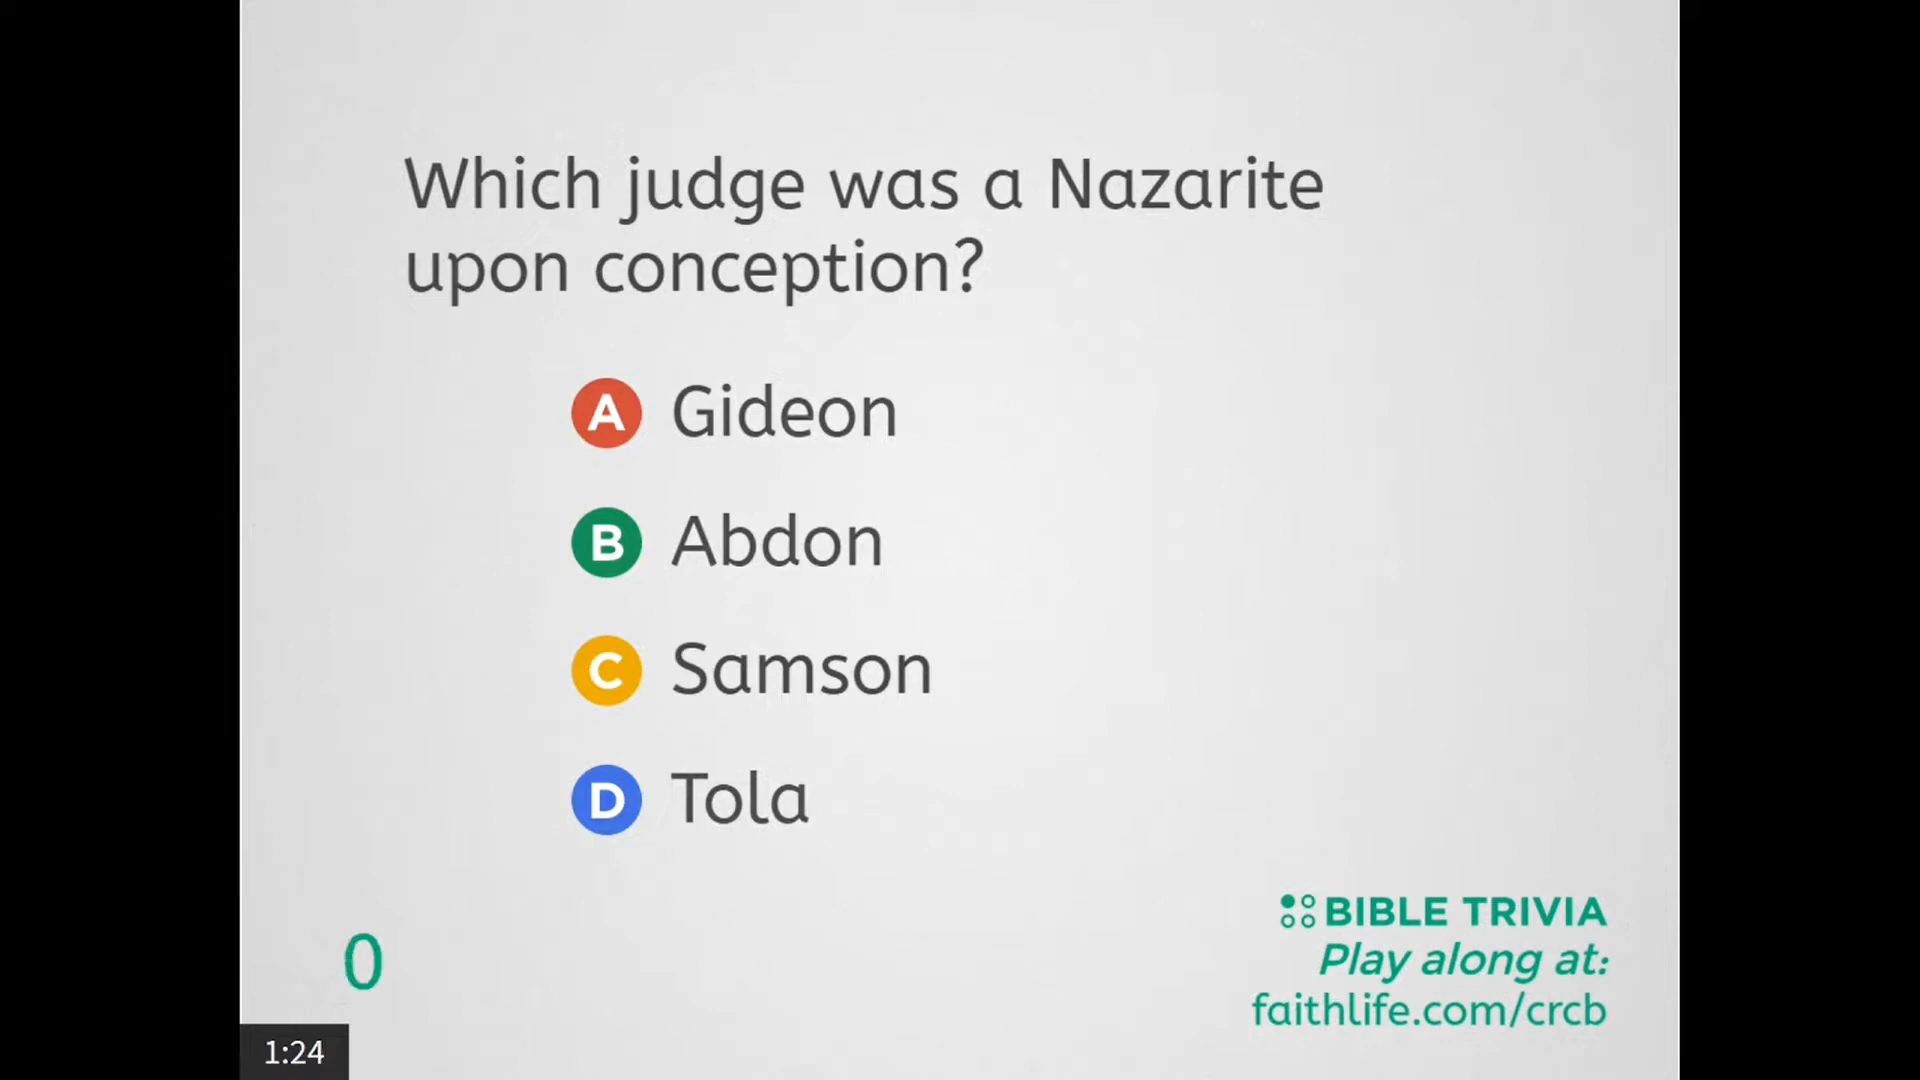 Which judge was a Nazarite
upon conception?
A Gideon
B Abdon
C Samson
D Tola
0
BIBLE TRIVIA
Play along at:
faithlife.com/crcb
1:24